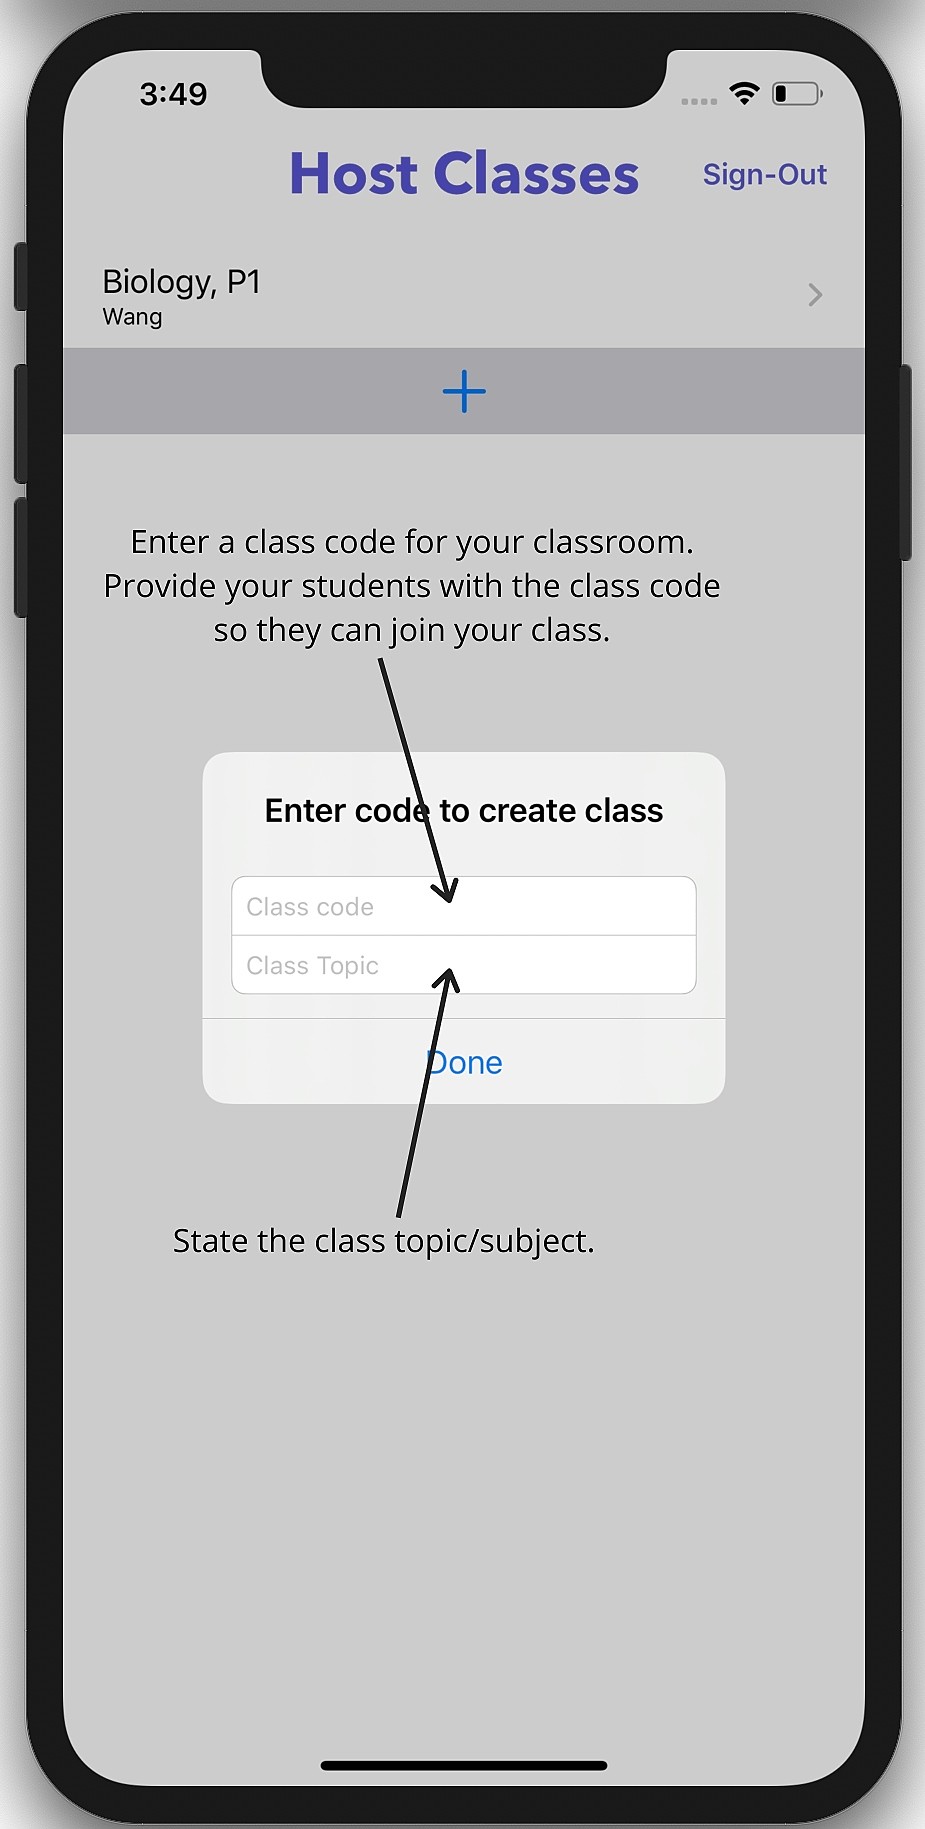 3:49
Host Classes
Sign-Out
Biology, P1
Wang
Enter a class code for your classroom.
Provide your students with the class code
so they can join your class.
Enter code to create class
Class code
Class Topic
Done
State the class topic/subject.